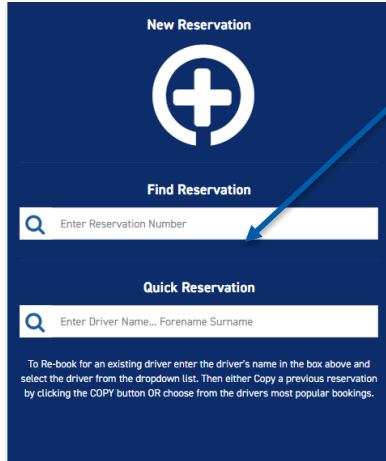 New Reservation
Find Reservation
Enter Reservation Number
Quick Reservation
Enter Driver Name... Forename Surname
To Re-book for an existing driver enter the driver's name in the box above and
select the driver from the dropdown list. Then either Copy a previous reservation
by clicking the COPY button OR choose from the drivers most popular bookings.